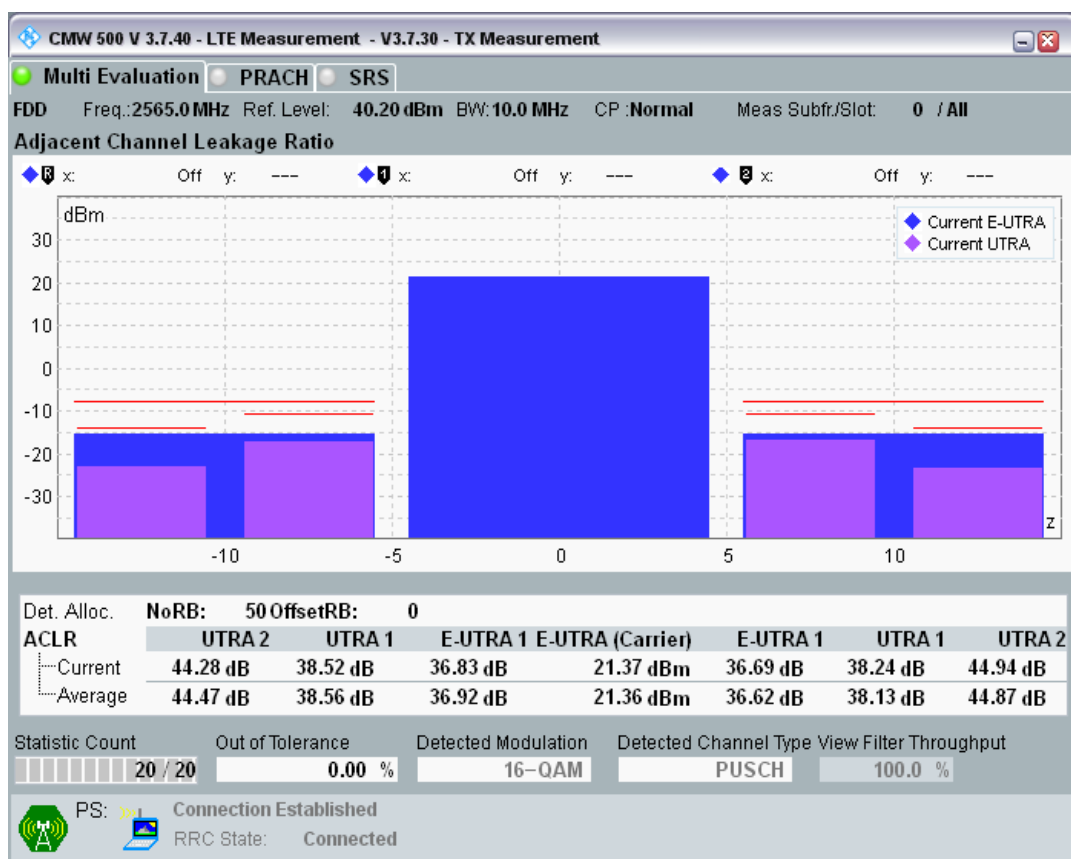 CMW 500 V 3.7.40 - LTE Measurement - V3.7.30 - TX Measurement
Multi Evaluation PRACH SRS
FDD Freq.:2565.0 MHz Ref. Level: 40.20 dBm BW:10.0 MHz CP :Normal Meas Subfr./Slot: 0 / All
Adjacent Channel Leakage Ratio
R x: Off y: --- 1 x: Off y: --- 2 x: Off y: ---
dBm
Current E-UTRA
Current UTRA
30
20
10
0
-10
-20
-30
z
-10 -5 0 5 10
Det. Alloc. NoRB: 50 OffsetRB: 0
ACLR UTRA 2 UTRA 1 E-UTRA 1 E-UTRA (Carrier) E-UTRA 1 UTRA 1 UTRA 2
Current 44.28 dB 38.52 dB 36.83 dB 21.37 dBm 36.69 dB 38.24 dB 44.94 dB
Average 44.47 dB 38.56 dB 36.92 dB 21.36 dBm 36.62 dB 38.13 dB 44.87 dB
Statistic Count Out of Tolerance Detected Modulation Detected Channel Type View Filter Throughput
20 / 20 0.00 % 16-QAM PUSCH 100.0 %
PS: Connection Established
RRC State: Connected